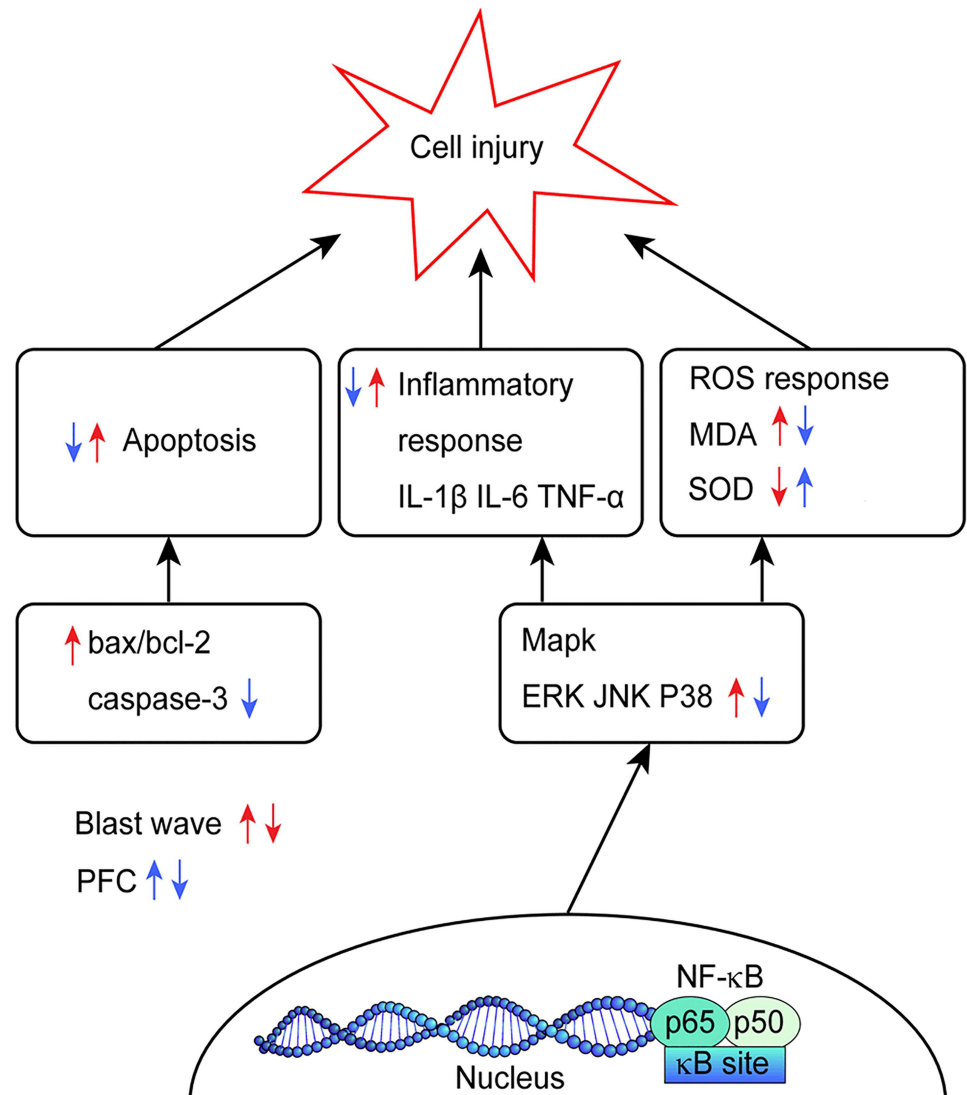 Cell injury
Apoptosis
Inflammatory
response
IL-1β IL-6 TNF-α
ROS response
MDA
SOD
bax/bcl-2
caspase-3
Mapk
ERK JNK P38
Blast wave
PFC
NF-κB
p65 p50
κB site
Nucleus